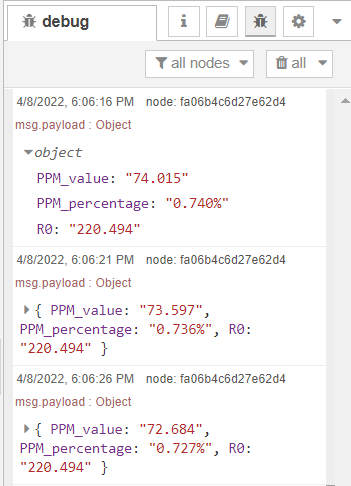 debug
all nodes
all
4/8/2022, 6:06:16 PM node: fa06b4c6d27e62d4
msg.payload : Object
object
PPM_value: "74.015"
PPM_percentage: "0.740%"
R0: "220.494"
4/8/2022, 6:06:21 PM node: fa06b4c6d27e62d4
msg.payload : Object
{ PPM_value: "73.597",
PPM_percentage: "0.736%", R0:
"220.494" }
4/8/2022, 6:06:26 PM node: fa06b4c6d27e62d4
msg.payload : Object
{ PPM_value: "72.684",
PPM_percentage: "0.727%", R0:
"220.494" }